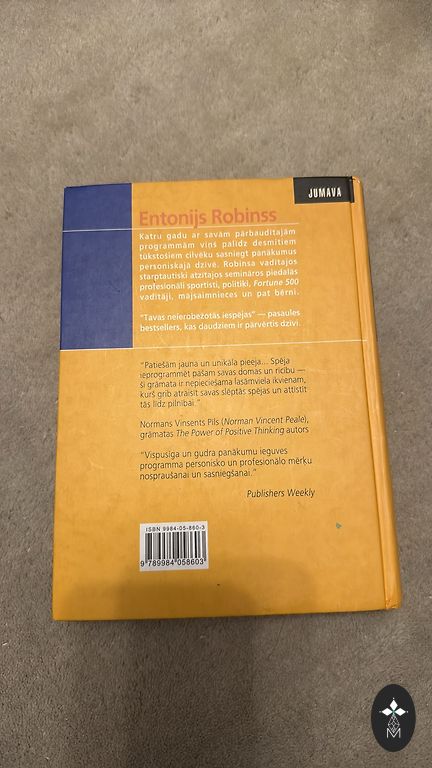 JUMAVA
Entonijs Robinss
Katru gadu ar savām pārbaudītajām
programmām viņš palīdz desmitiem
tūkstošiem cilvēku sasniegt panākumus
personiskajā dzīvē. Robinsa vadītajos
starptautiski atzītajos semināros piedalās
profesionāli sportisti, politiķi, Fortune 500
vadītāji, mājsaimnieces un pat bērni.
"Tavas neierobežotās iespējas" — pasaules
bestsellers, kas daudziem ir pārvērtis dzīvi.
"Patiešām jauna un unikāla pieeja... Spēja
ieprogrammēt pašam savas domas un rīcību —
šī grāmata ir nepieciešama lasāmviela ikvienam,
kurš grib atraisīt savas slēptās spējas un attīstīt
tās līdz pilnībai."
Normans Vinsents Pīls (Norman Vincent Peale),
grāmatas The Power of Positive Thinking autors
"Vispusīga un gudra panākumu ieguves
programma personisko un profesionālo mērķu
nospraušanai un sasniegšanai."
Publishers Weekly
ISBN 9984-05-860-3
9 789984 058603
M